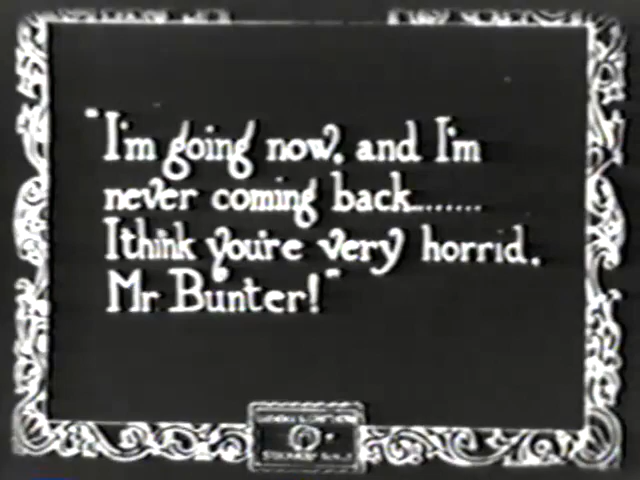 "I'm going now, and I'm
never coming back.......
I think you're very horrid,
Mr Bunter!"